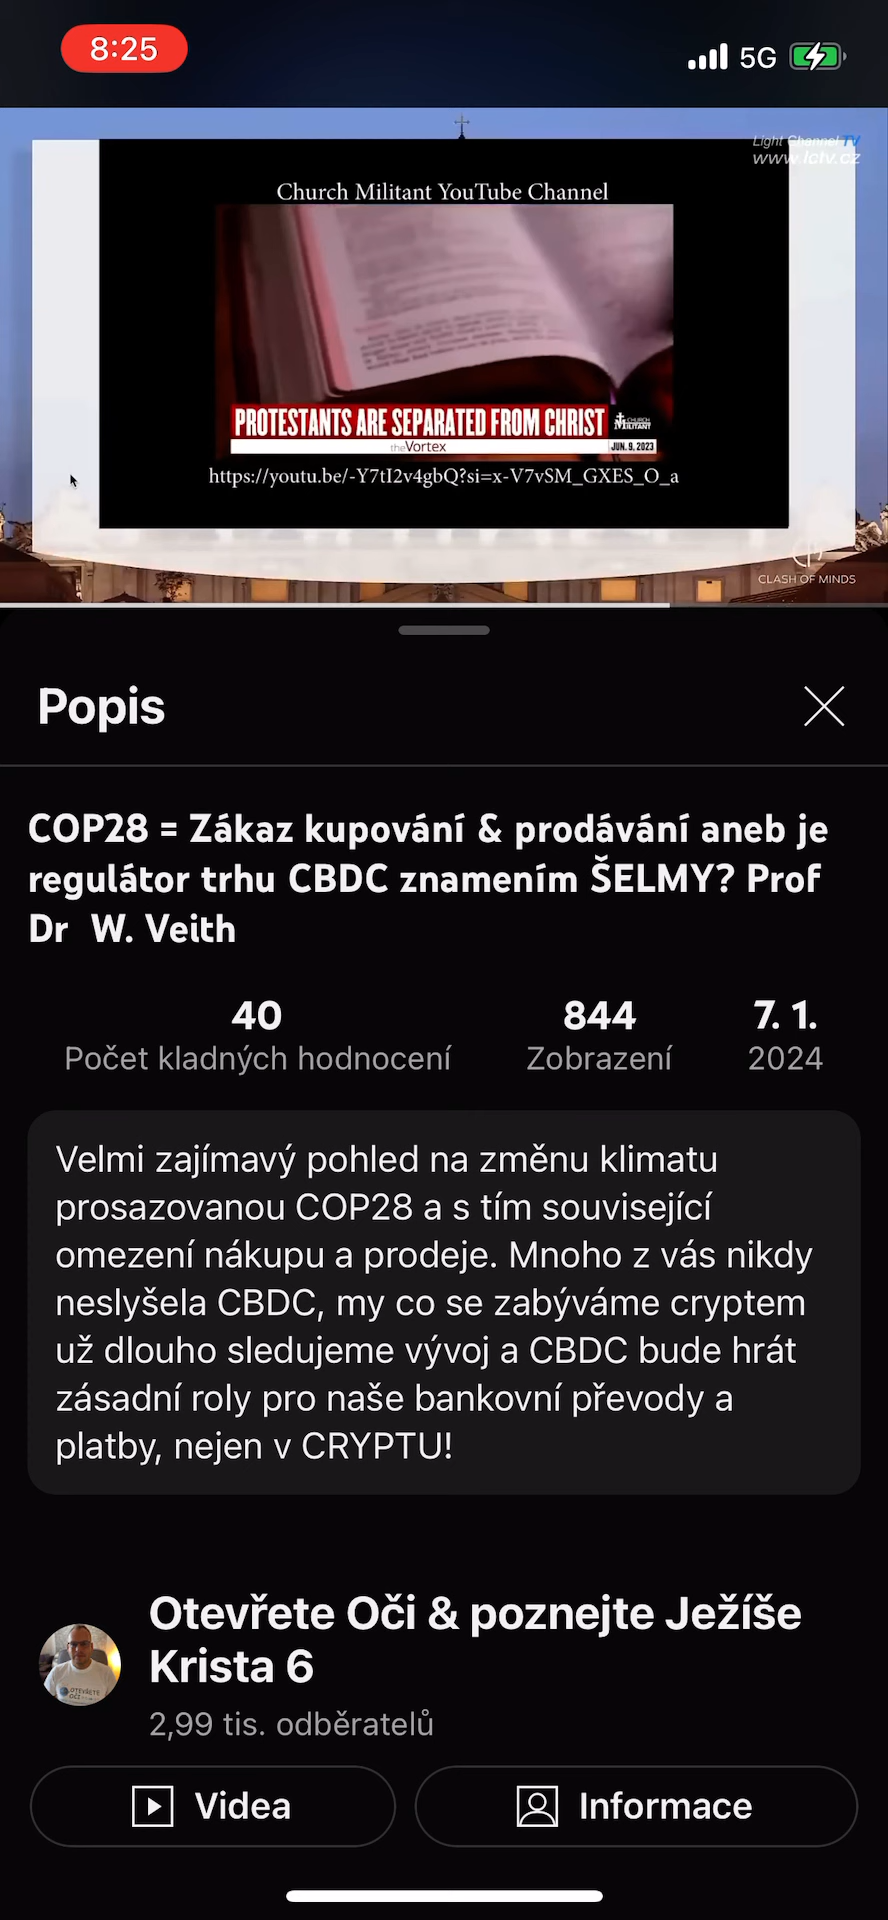 8:25
5G
Light Channel TV
www.lctv.cz
Church Militant YouTube Channel
PROTESTANTS ARE SEPARATED FROM CHRIST
CHURCH
MILITANT
theVortex
JUN. 9, 2023
https://youtu.be/-Y7tI2v4gbQ?si=x-V7vSM_GXES_O_a
CLASH OF MINDS
Popis
COP28 = Zákaz kupování & prodávání aneb je
regulátor trhu CBDC znamením ŠELMY? Prof
Dr W. Veith
40
Počet kladných hodnocení
844
Zobrazení
7. 1.
2024
Velmi zajímavý pohled na změnu klimatu
prosazovanou COP28 a s tím související
omezení nákupu a prodeje. Mnoho z vás nikdy
neslyšela CBDC, my co se zabýváme cryptem
už dlouho sledujeme vývoj a CBDC bude hrát
zásadní roly pro naše bankovní převody a
platby, nejen v CRYPTU!
Otevřete Oči & poznejte Ježíše
Krista 6
2,99 tis. odběratelů
Videa
Informace